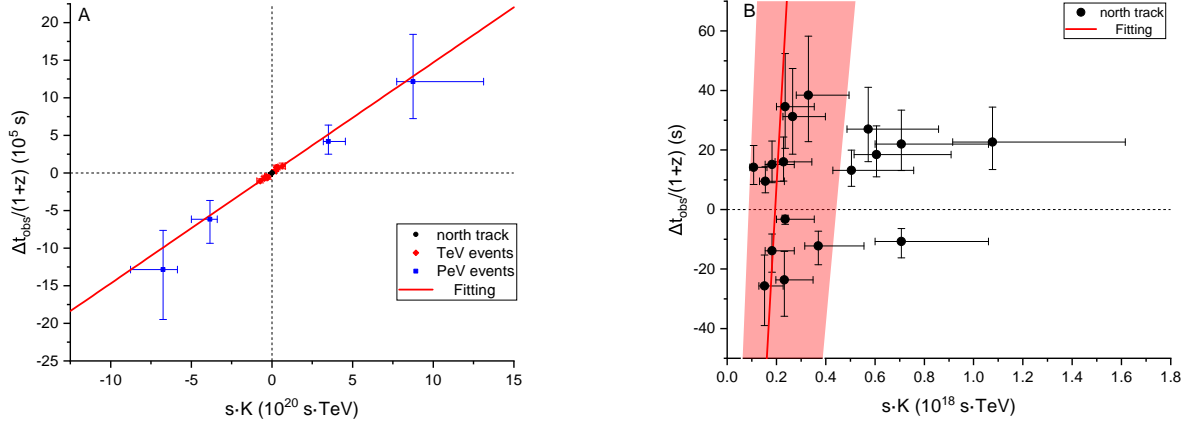 A
Δt_obs/(1+z) (10^5 s)
20
15
10
5
0
-5
-10
-15
-20
-25
-10
-5
0
5
10
15
s·K (10^20 s·TeV)
north track
TeV events
PeV events
Fitting
B
Δt_obs/(1+z) (s)
60
40
20
0
-20
-40
0.0
0.2
0.4
0.6
0.8
1.0
1.2
1.4
1.6
1.8
s·K (10^18 s·TeV)
north track
Fitting